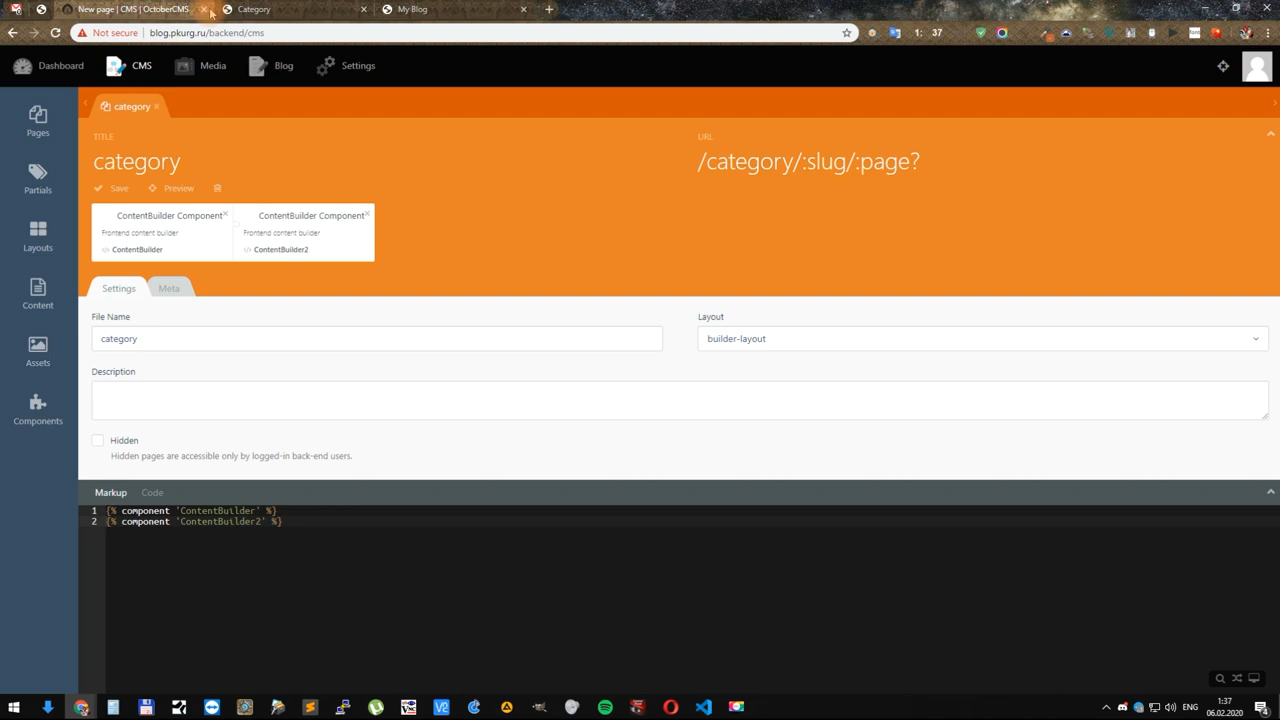 New page | CMS | OctoberCMS
Category
My Blog
Not secure
blog.pkurg.ru/backend/cms
1: 37
Dashboard
CMS
Media
Blog
Settings
category
Pages
Partials
Layouts
Content
Assets
Components
TITLE
category
URL
/category/:slug/:page?
Save
Preview
ContentBuilder Component
Frontend content builder
ContentBuilder
ContentBuilder Component
Frontend content builder
ContentBuilder2
Settings
Meta
File Name
category
Layout
builder-layout
Description
Hidden
Hidden pages are accessible only by logged-in back-end users.
Markup
Code
1 {% component 'ContentBuilder' %}
2 {% component 'ContentBuilder2' %}
ENG
1:37
06.02.2020